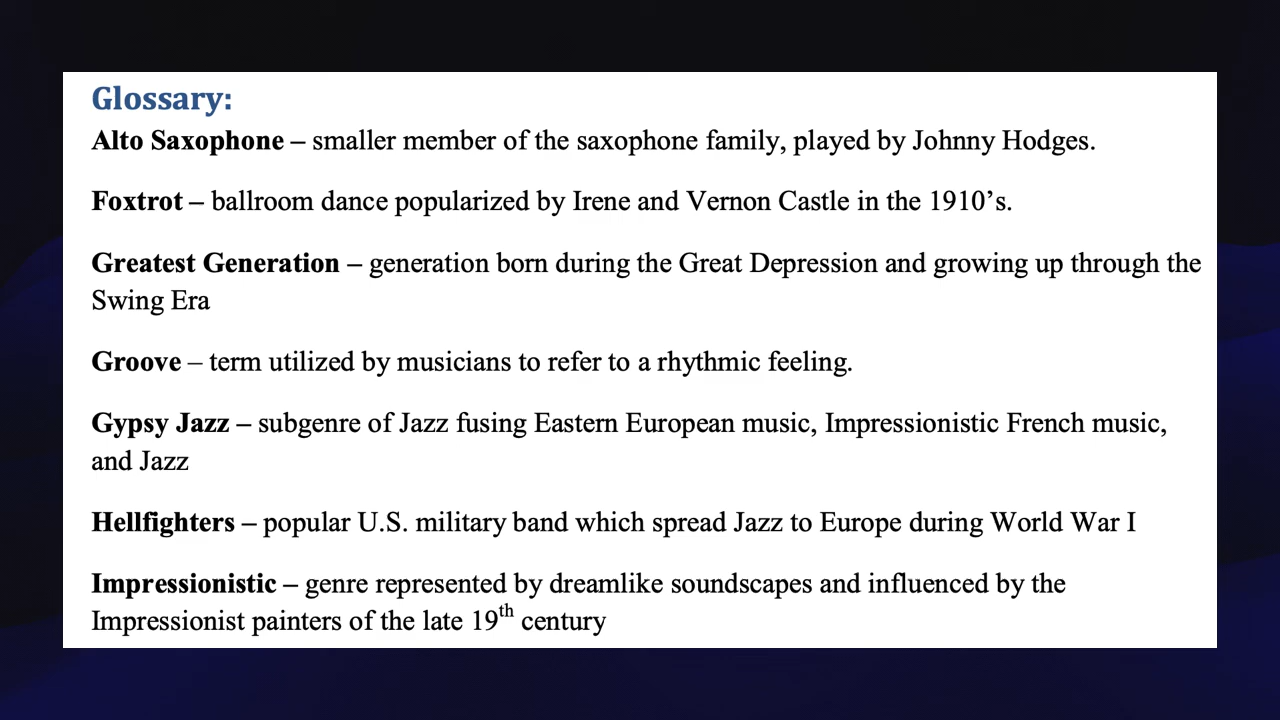 Glossary:
Alto Saxophone – smaller member of the saxophone family, played by Johnny Hodges.
Foxtrot – ballroom dance popularized by Irene and Vernon Castle in the 1910’s.
Greatest Generation – generation born during the Great Depression and growing up through the
Swing Era
Groove – term utilized by musicians to refer to a rhythmic feeling.
Gypsy Jazz – subgenre of Jazz fusing Eastern European music, Impressionistic French music,
and Jazz
Hellfighters – popular U.S. military band which spread Jazz to Europe during World War I
Impressionistic – genre represented by dreamlike soundscapes and influenced by the
Impressionist painters of the late 19th century